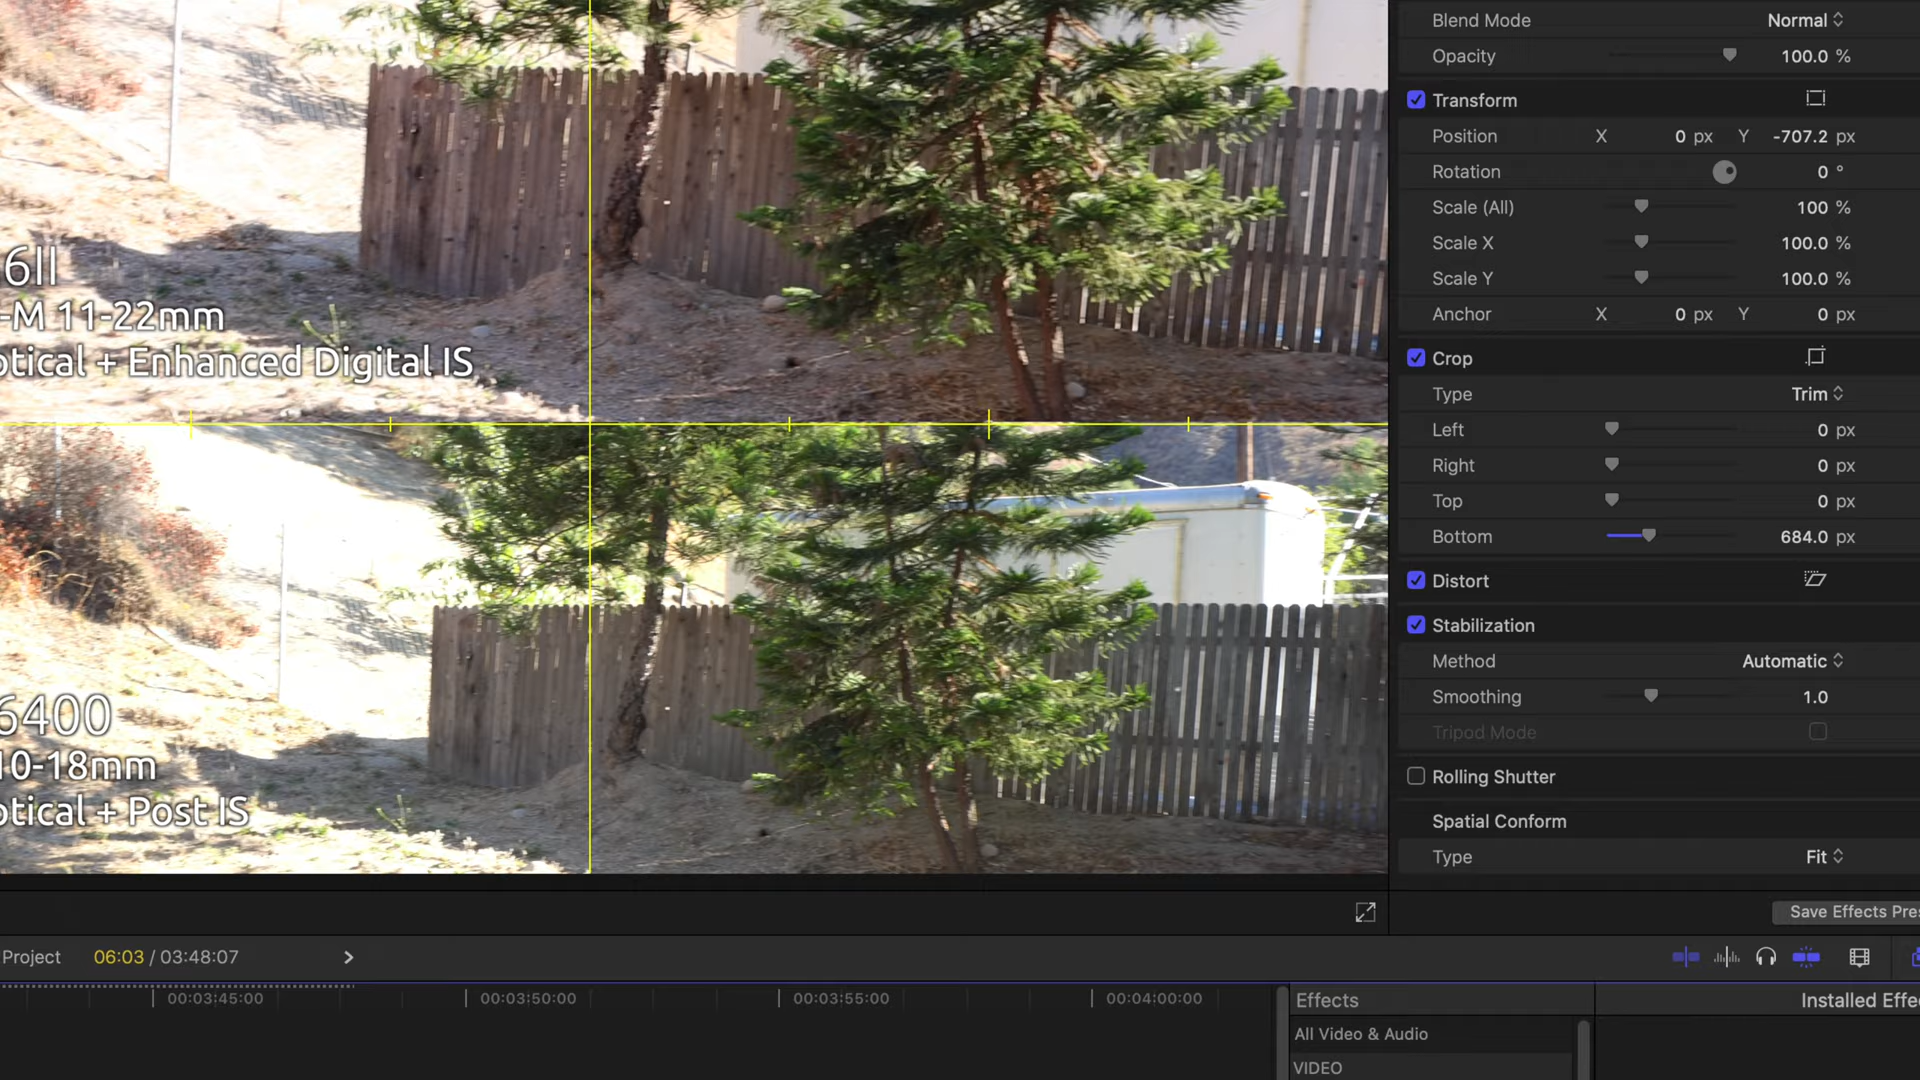 6II
-M 11-22mm
ptical + Enhanced Digital IS
6400
10-18mm
ptical + Post IS
Blend Mode Normal
Opacity 100.0 %
Transform
Position X 0 px Y -707.2 px
Rotation 0 °
Scale (All) 100 %
Scale X 100.0 %
Scale Y 100.0 %
Anchor X 0 px Y 0 px
Crop
Type Trim
Left 0 px
Right 0 px
Top 0 px
Bottom 684.0 px
Distort
Stabilization
Method Automatic
Smoothing 1.0
Tripod Mode
Rolling Shutter
Spatial Conform
Type Fit
Save Effects Pres
Project 06:03 / 03:48:07
00:03:45:00 00:03:50:00 00:03:55:00 00:04:00:00
Effects Installed Effe
All Video & Audio
VIDEO